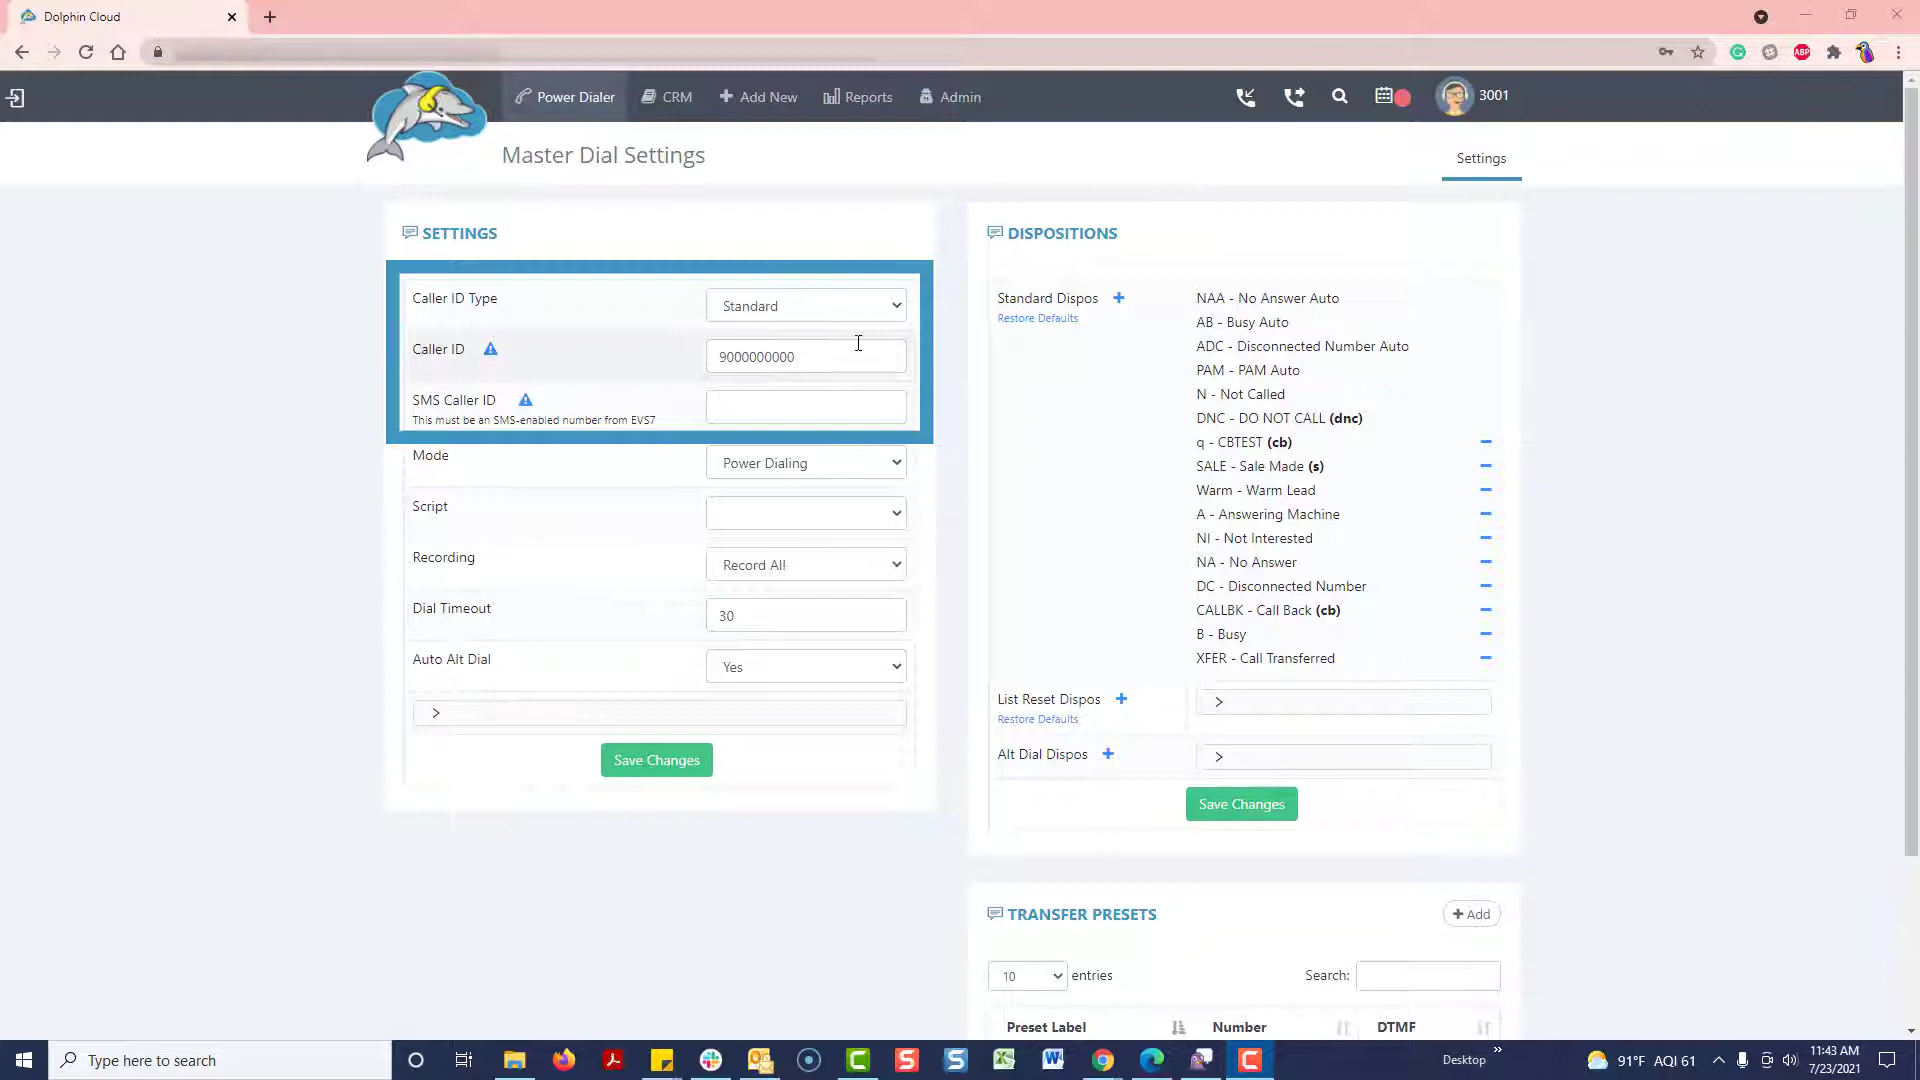 Dolphin Cloud
ABP
Power Dialer
CRM
Add New
Reports
Admin
3001
Master Dial Settings
Settings
SETTINGS
Caller ID Type
Standard
Caller ID
9000000000
SMS Caller ID
This must be an SMS-enabled number from EVS7
Mode
Power Dialing
Script
Recording
Record All
Dial Timeout
30
Auto Alt Dial
Yes
>
Save Changes
DISPOSITIONS
Standard Dispos
Restore Defaults
NAA - No Answer Auto
AB - Busy Auto
ADC - Disconnected Number Auto
PAM - PAM Auto
N - Not Called
DNC - DO NOT CALL (dnc)
q - CBTEST (cb)
SALE - Sale Made (s)
Warm - Warm Lead
A - Answering Machine
NI - Not Interested
NA - No Answer
DC - Disconnected Number
CALLBK - Call Back (cb)
B - Busy
XFER - Call Transferred
List Reset Dispos
Restore Defaults
>
Alt Dial Dispos
>
Save Changes
TRANSFER PRESETS
Add
10 entries
Search:
Preset Label Number DTMF
Type here to search
Desktop
91°F AQI 61
11:43 AM
7/23/2021